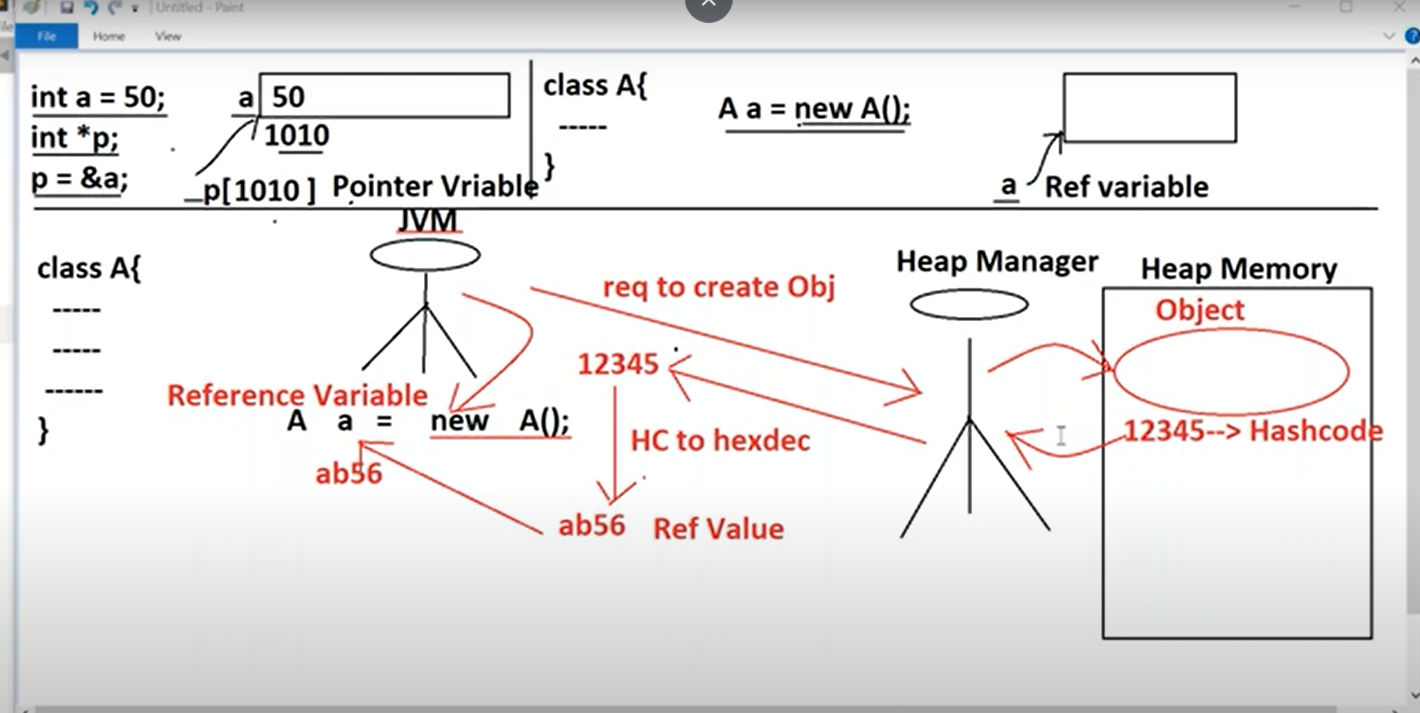 Untitled - Paint
File Home View
int a = 50;
int *p;
p = &a;
a 50
1010
p[1010 ] Pointer Vriable
class A{
-----
}
A a = new A();
a Ref variable
JVM
class A{
-----
-----
------
}
Reference Variable
A a = new A();
ab56
req to create Obj
12345
HC to hexdec
ab56 Ref Value
Heap Manager
Heap Memory
Object
12345--> Hashcode